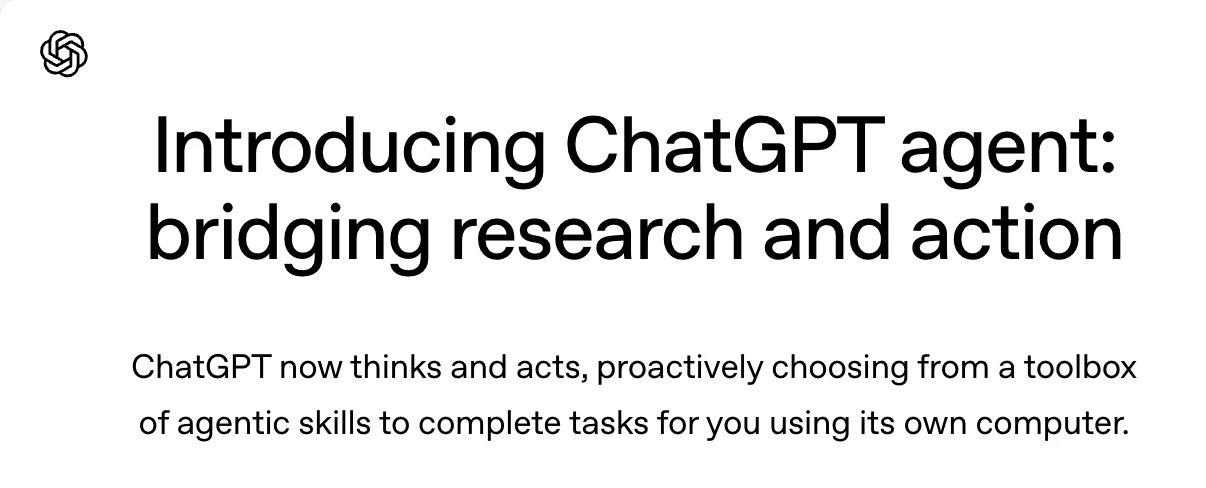 Introducing ChatGPT agent:
bridging research and action
ChatGPT now thinks and acts, proactively choosing from a toolbox
of agentic skills to complete tasks for you using its own computer.